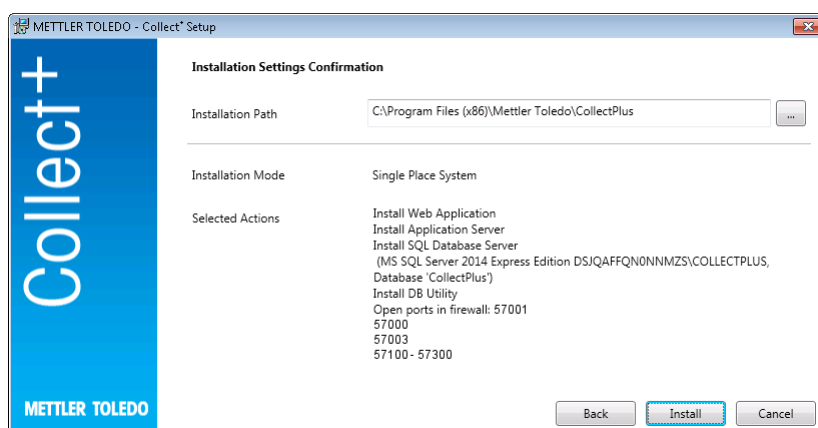 METTLER TOLEDO - Collect⁺ Setup
Collect+
Installation Settings Confirmation
Installation Path C:\Program Files (x86)\Mettler Toledo\CollectPlus ...
Installation Mode Single Place System
Selected Actions Install Web Application
Install Application Server
Install SQL Database Server
(MS SQL Server 2014 Express Edition DSJQAFFQN0NNMZS\COLLECTPLUS,
Database 'CollectPlus')
Install DB Utility
Open ports in firewall: 57001
57000
57003
57100 - 57300
METTLER TOLEDO
Back Install Cancel